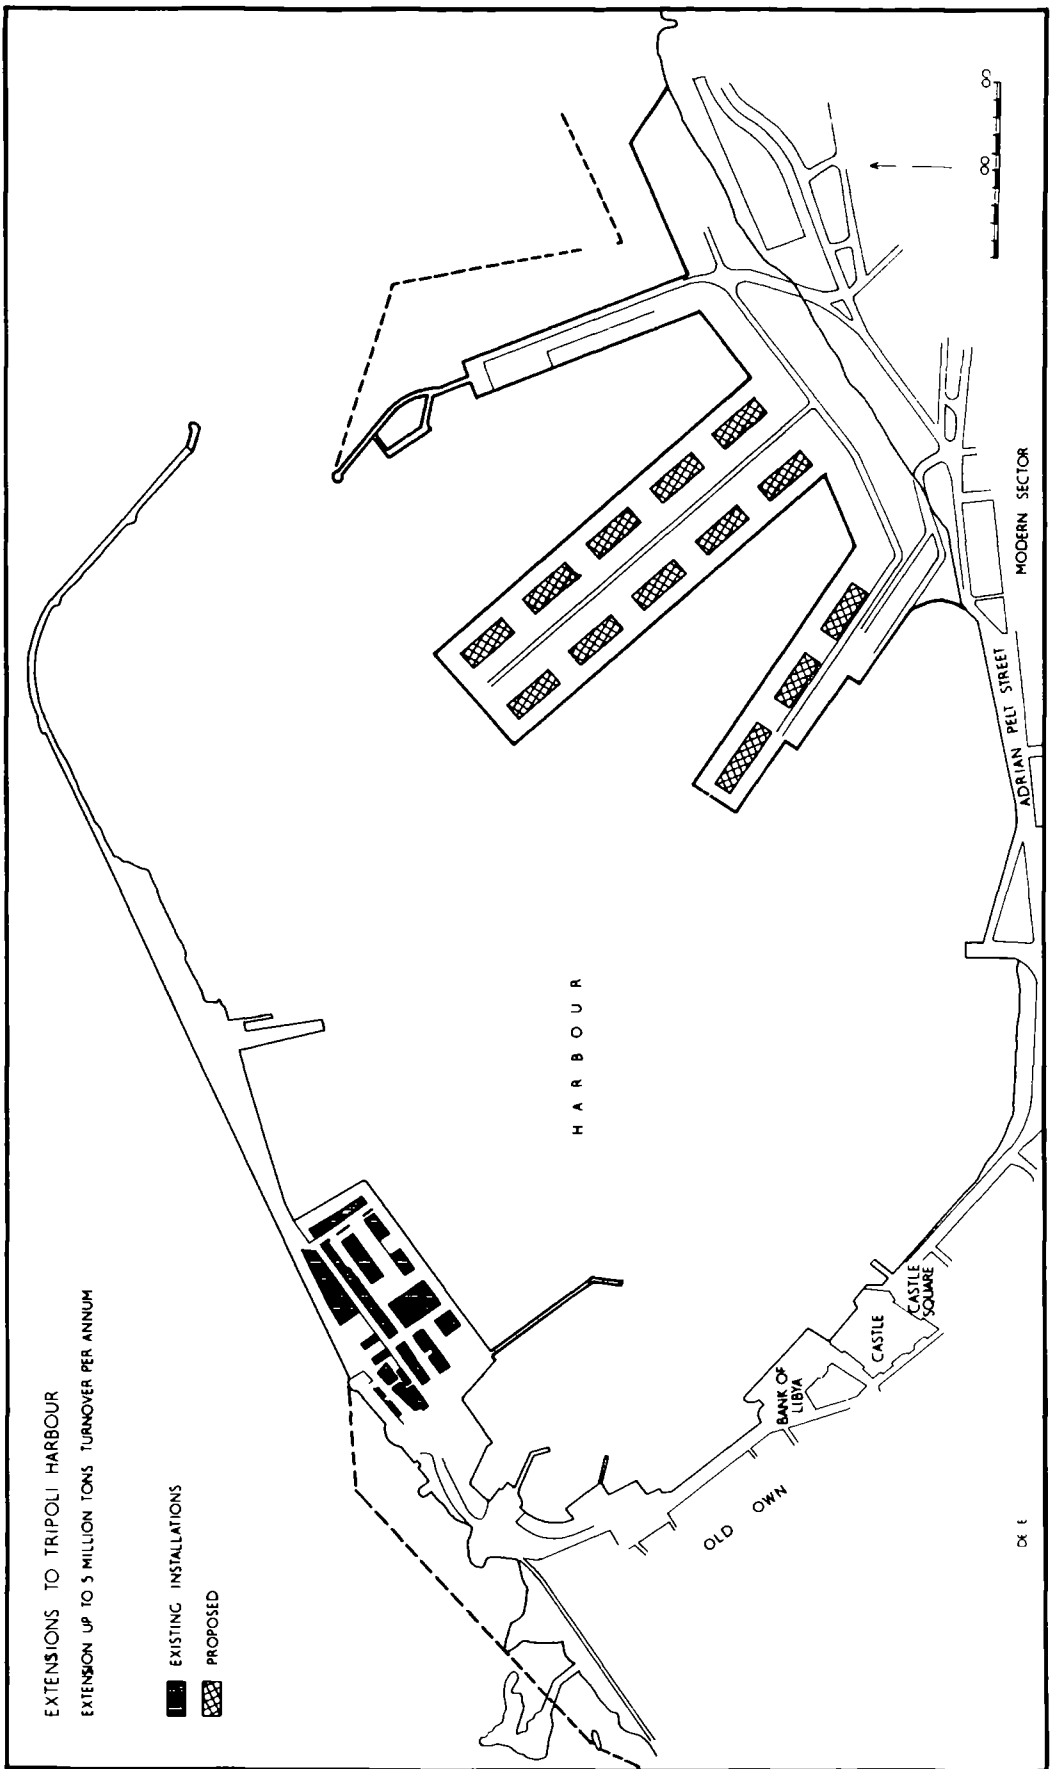 EXTENSIONS TO TRIPOLI HARBOUR
EXTENSION UP TO 5 MILLION TONS TURNOVER PER ANNUM
EXISTING INSTALLATIONS
PROPOSED
HARBOUR
OLD OWN
BANK OF
LIBYA
CASTLE
CASTLE
SQUARE
ADRIAN PELT STREET
MODERN SECTOR
DE E